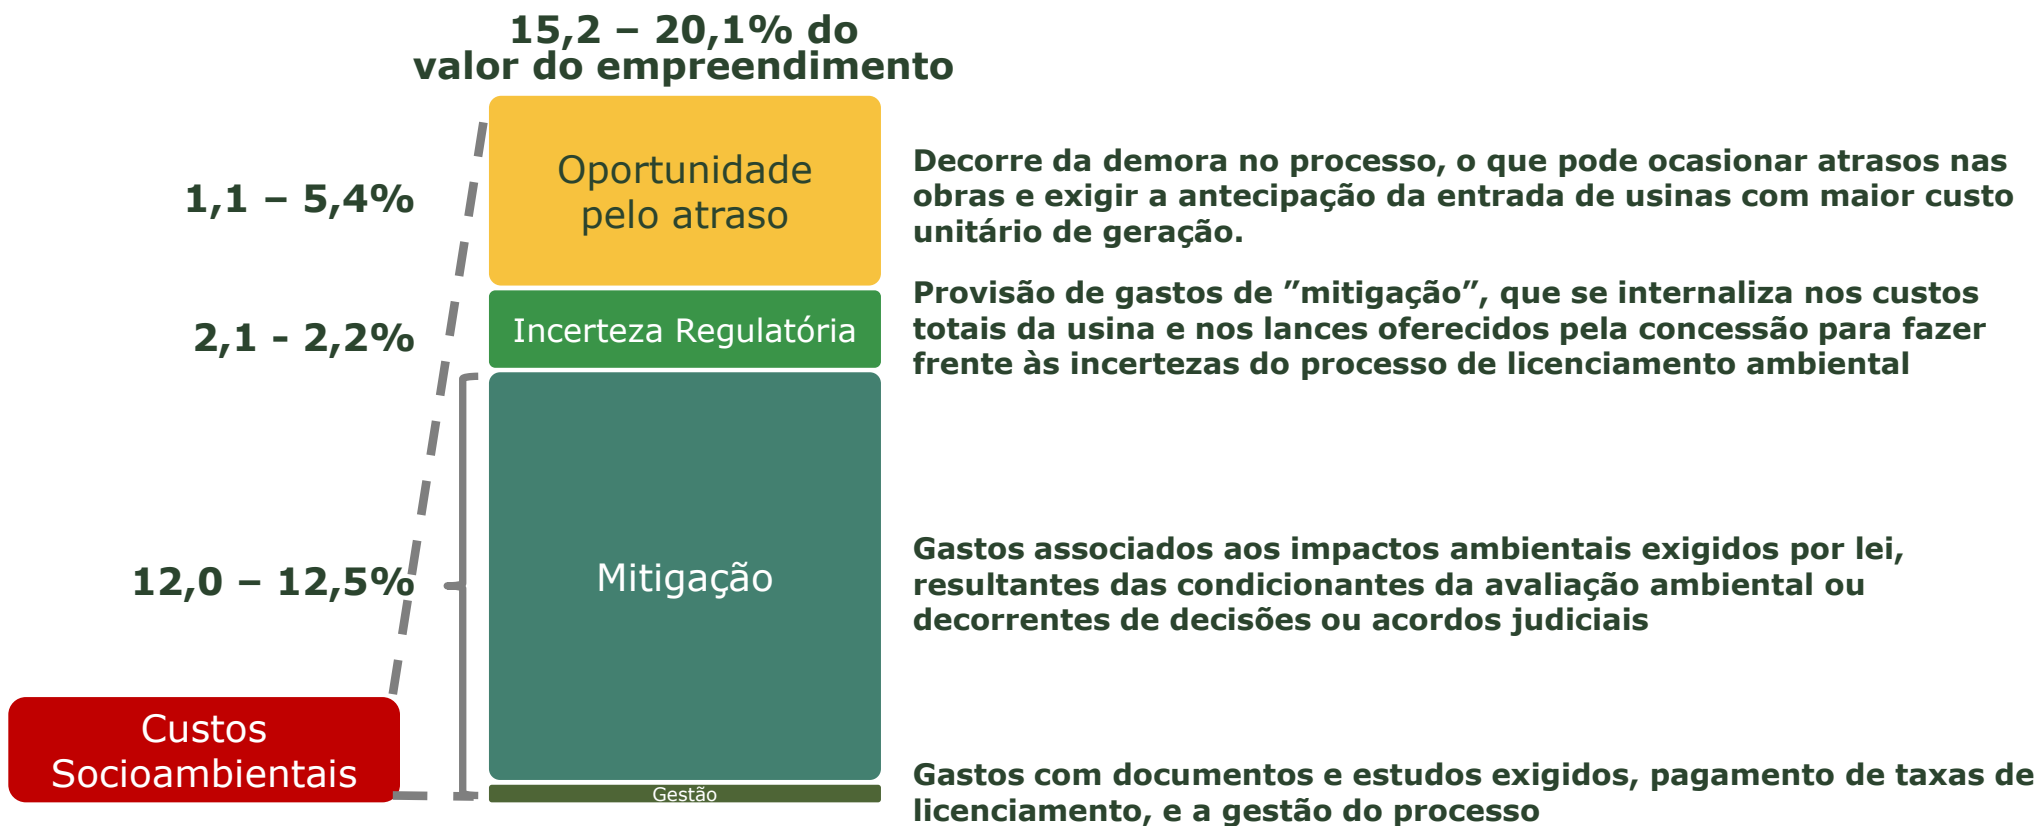 15,2 – 20,1% do
valor do empreendimento
1,1 – 5,4%
Oportunidade
pelo atraso
Decorre da demora no processo, o que pode ocasionar atrasos nas
obras e exigir a antecipação da entrada de usinas com maior custo
unitário de geração.
2,1 - 2,2%
Incerteza Regulatória
Provisão de gastos de ”mitigação”, que se internaliza nos custos
totais da usina e nos lances oferecidos pela concessão para fazer
frente às incertezas do processo de licenciamento ambiental
12,0 – 12,5%
Mitigação
Gastos associados aos impactos ambientais exigidos por lei,
resultantes das condicionantes da avaliação ambiental ou
decorrentes de decisões ou acordos judiciais
Custos
Socioambientais
Gestão
Gastos com documentos e estudos exigidos, pagamento de taxas de
licenciamento, e a gestão do processo